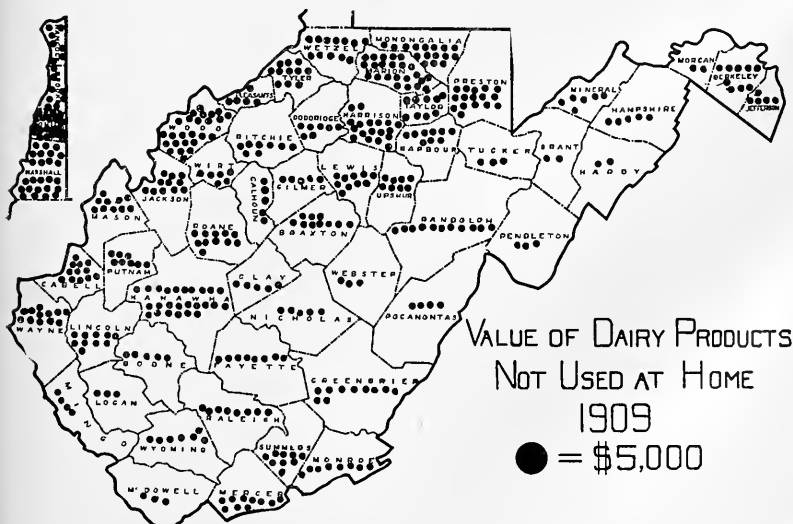 WETZEL
MONONGALIA
MARION
TYLER
PRESTON
MORGAN
BERKELEY
JEFFERSON
PLEASANTS
TAYLOR
MINERAL
HAMPSHIRE
WOOD
DODDRIDGE
HARRISON
RITCHIE
BARBOUR
TUCKER
GRANT
HARDY
MARSHALL
WIRT
LEWIS
JACKSON
CALHOUN
GILMER
UPSHUR
MASON
ROANE
BRAXTON
RANDOLPH
PENDLETON
CABELL
PUTNAM
CLAY
WEBSTER
KANAWHA
NICHOLAS
POCAHONTAS
WAYNE
LINCOLN
BOONE
FAYETTE
GREENBRIER
MINGO
LOGAN
RALEIGH
WYOMING
SUMMERS
MONROE
McDOWELL
MERCER
VALUE OF DAIRY PRODUCTS
NOT USED AT HOME
1909
= $5,000